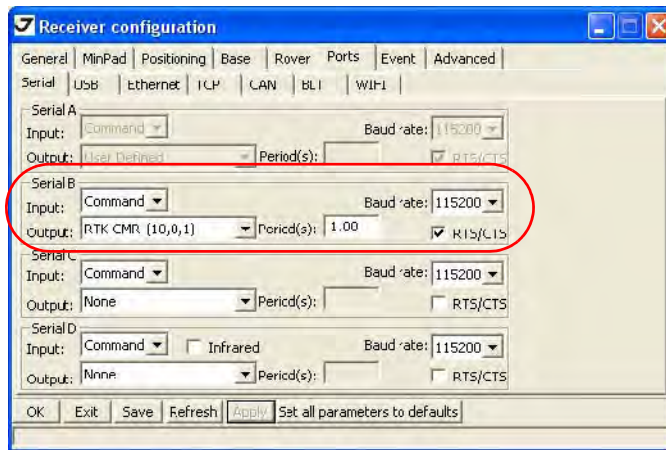 Receiver configuration
General MinPad Positioning Base Rover Ports Event Advanced
Serial USB Ethernet TCP CAN BLT WIFI
Serial A
Input: Command Baud rate: 115200
Output: User Defined Period(s): RTS/CTS
Serial B
Input: Command Baud rate: 115200
Output: RTK CMR (10,0,1) Period(s): 1.00 RTS/CTS
Serial C
Input: Command Baud rate: 115200
Output: None Period(s): RTS/CTS
Serial D
Input: Command Infrared Baud rate: 115200
Output: None Period(s): RTS/CTS
OK Exit Save Refresh Apply Set all parameters to defaults